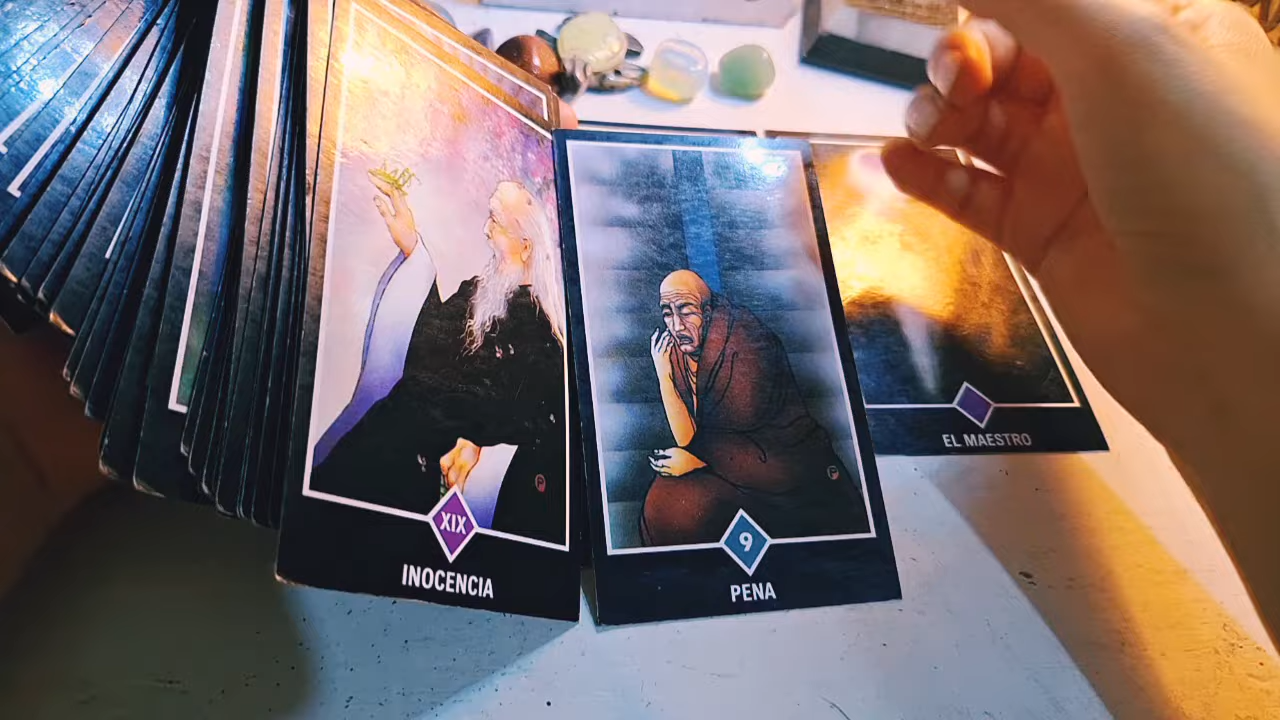 XIX
INOCENCIA
9
PENA
EL MAESTRO